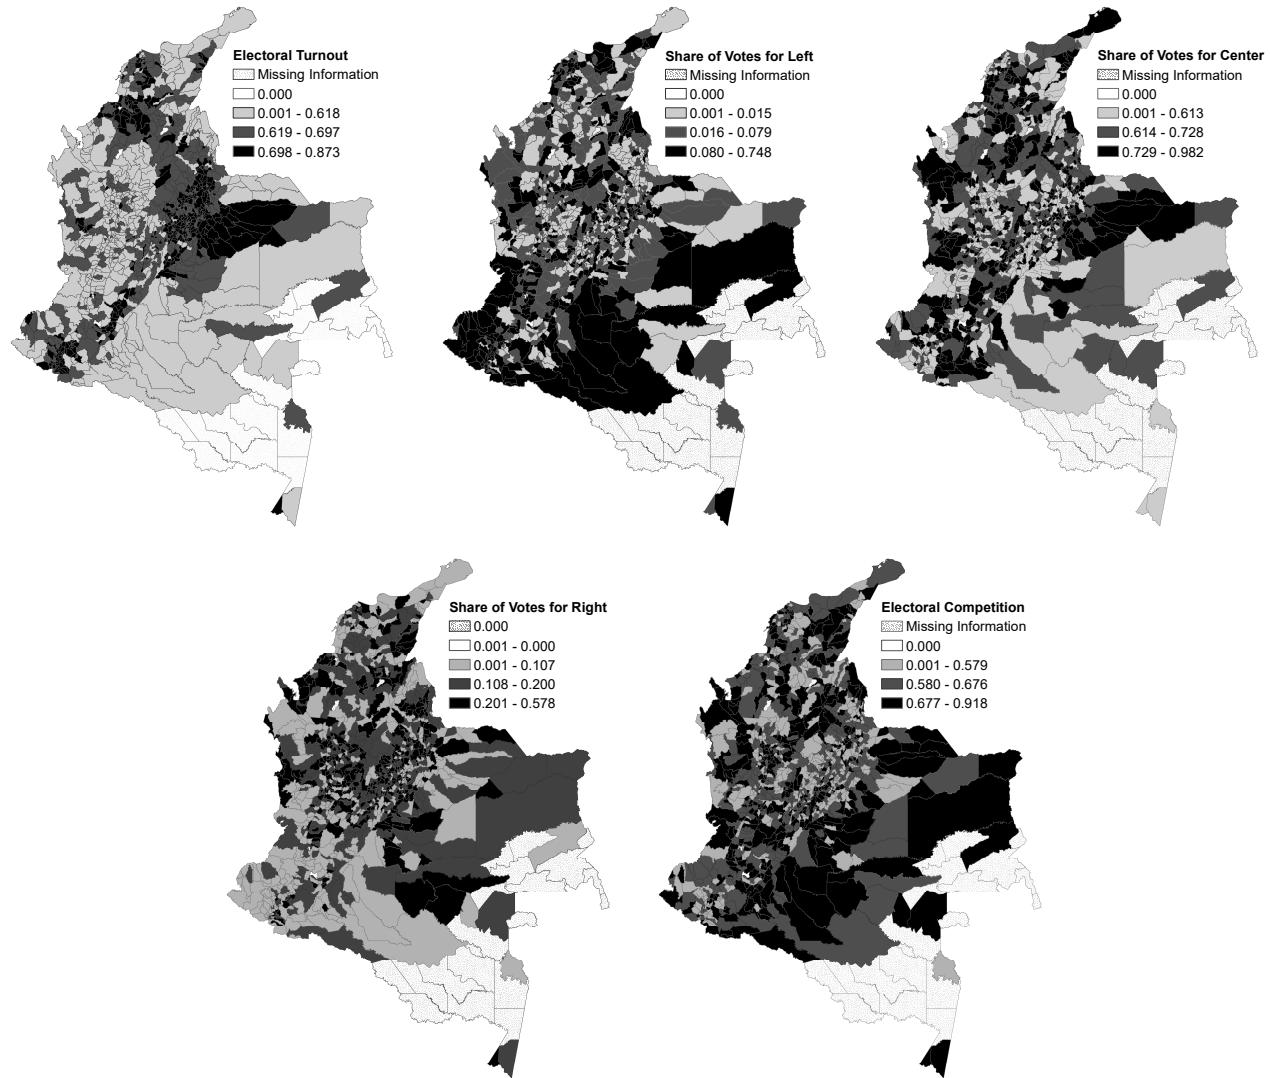 Electoral Turnout
Missing Information
0.000
0.001 - 0.618
0.619 - 0.697
0.698 - 0.873
Share of Votes for Left
Missing Information
0.000
0.001 - 0.015
0.016 - 0.079
0.080 - 0.748
Share of Votes for Center
Missing Information
0.000
0.001 - 0.613
0.614 - 0.728
0.729 - 0.982
Share of Votes for Right
0.000
0.001 - 0.000
0.001 - 0.107
0.108 - 0.200
0.201 - 0.578
Electoral Competition
Missing Information
0.000
0.001 - 0.579
0.580 - 0.676
0.677 - 0.918